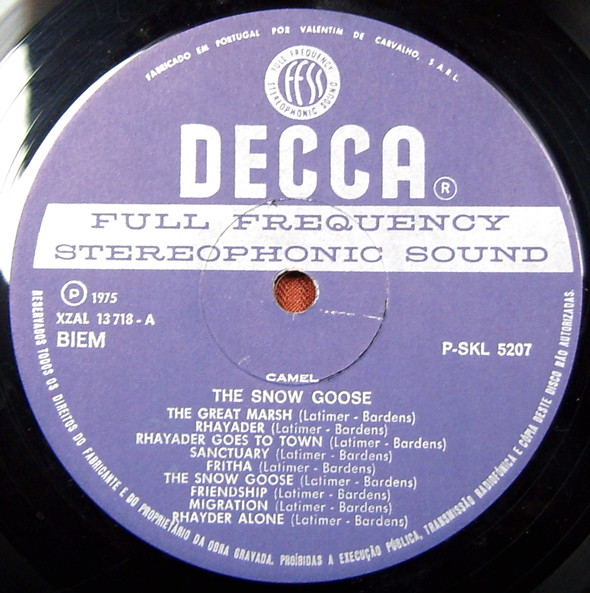 FABRICADO EM PORTUGAL POR VALENTIM DE CARVALHO, S.A.R.L.
FULL FREQUENCY
FFSS
STEREOPHONIC SOUND
DECCA ®
FULL FREQUENCY
STEREOPHONIC SOUND
Ⓟ 1975
XZAL 13718 - A
BIEM
P-SKL 5207
CAMEL
THE SNOW GOOSE
THE GREAT MARSH (Latimer - Bardens)
RHAYADER (Latimer - Bardens)
RHAYADER GOES TO TOWN (Latimer - Bardens)
SANCTUARY (Latimer - Bardens)
FRITHA (Latimer - Bardens)
THE SNOW GOOSE (Latimer - Bardens)
FRIENDSHIP (Latimer - Bardens)
MIGRATION (Latimer - Bardens)
RHAYDER ALONE (Latimer - Bardens)
RESERVADOS TODOS OS DIREITOS DO FABRICANTE E DO PROPRIETÁRIO DA OBRA GRAVADA. PROÍBIDAS A EXECUÇÃO PÚBLICA, TRANSMISSÃO RADIOFÓNICA E CÓPIA DESTE DISCO NÃO AUTORIZADAS.